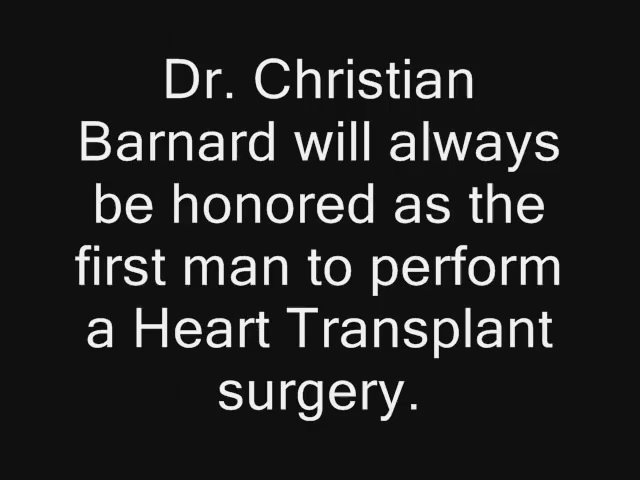 Dr. Christian
Barnard will always
be honored as the
first man to perform
a Heart Transplant
surgery.